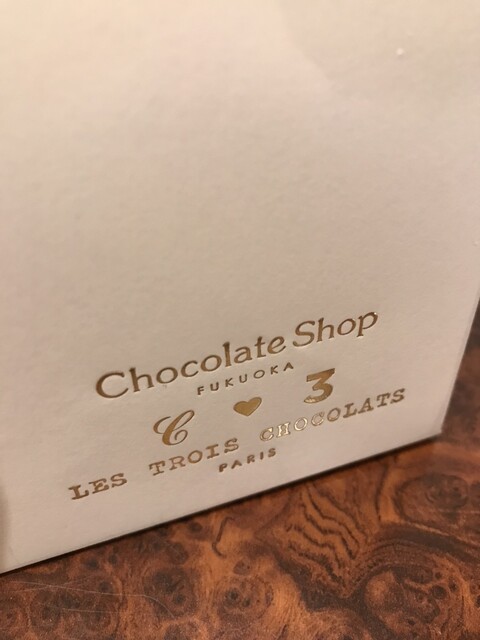 Chocolate Shop
FUKUOKA
C ♥ 3
LES TROIS CHOCOLATS
PARIS